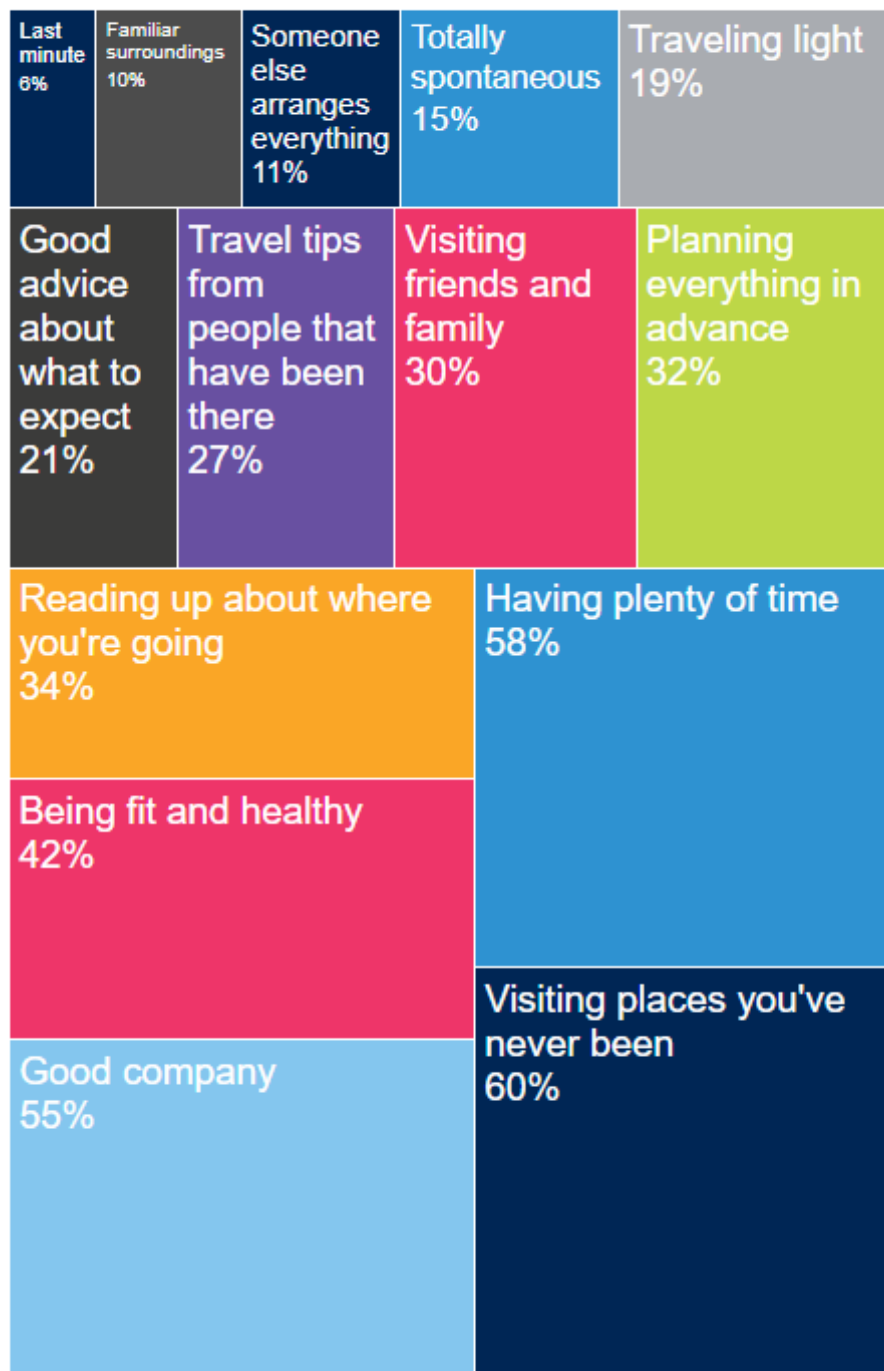 Last
minute
6%
Familiar
surroundings
10%
Someone
else
arranges
everything
11%
Totally
spontaneous
15%
Traveling light
19%
Good
advice
about
what to
expect
21%
Travel tips
from
people that
have been
there
27%
Visiting
friends and
family
30%
Planning
everything in
advance
32%
Reading up about where
you're going
34%
Having plenty of time
58%
Being fit and healthy
42%
Visiting places you've
never been
60%
Good company
55%